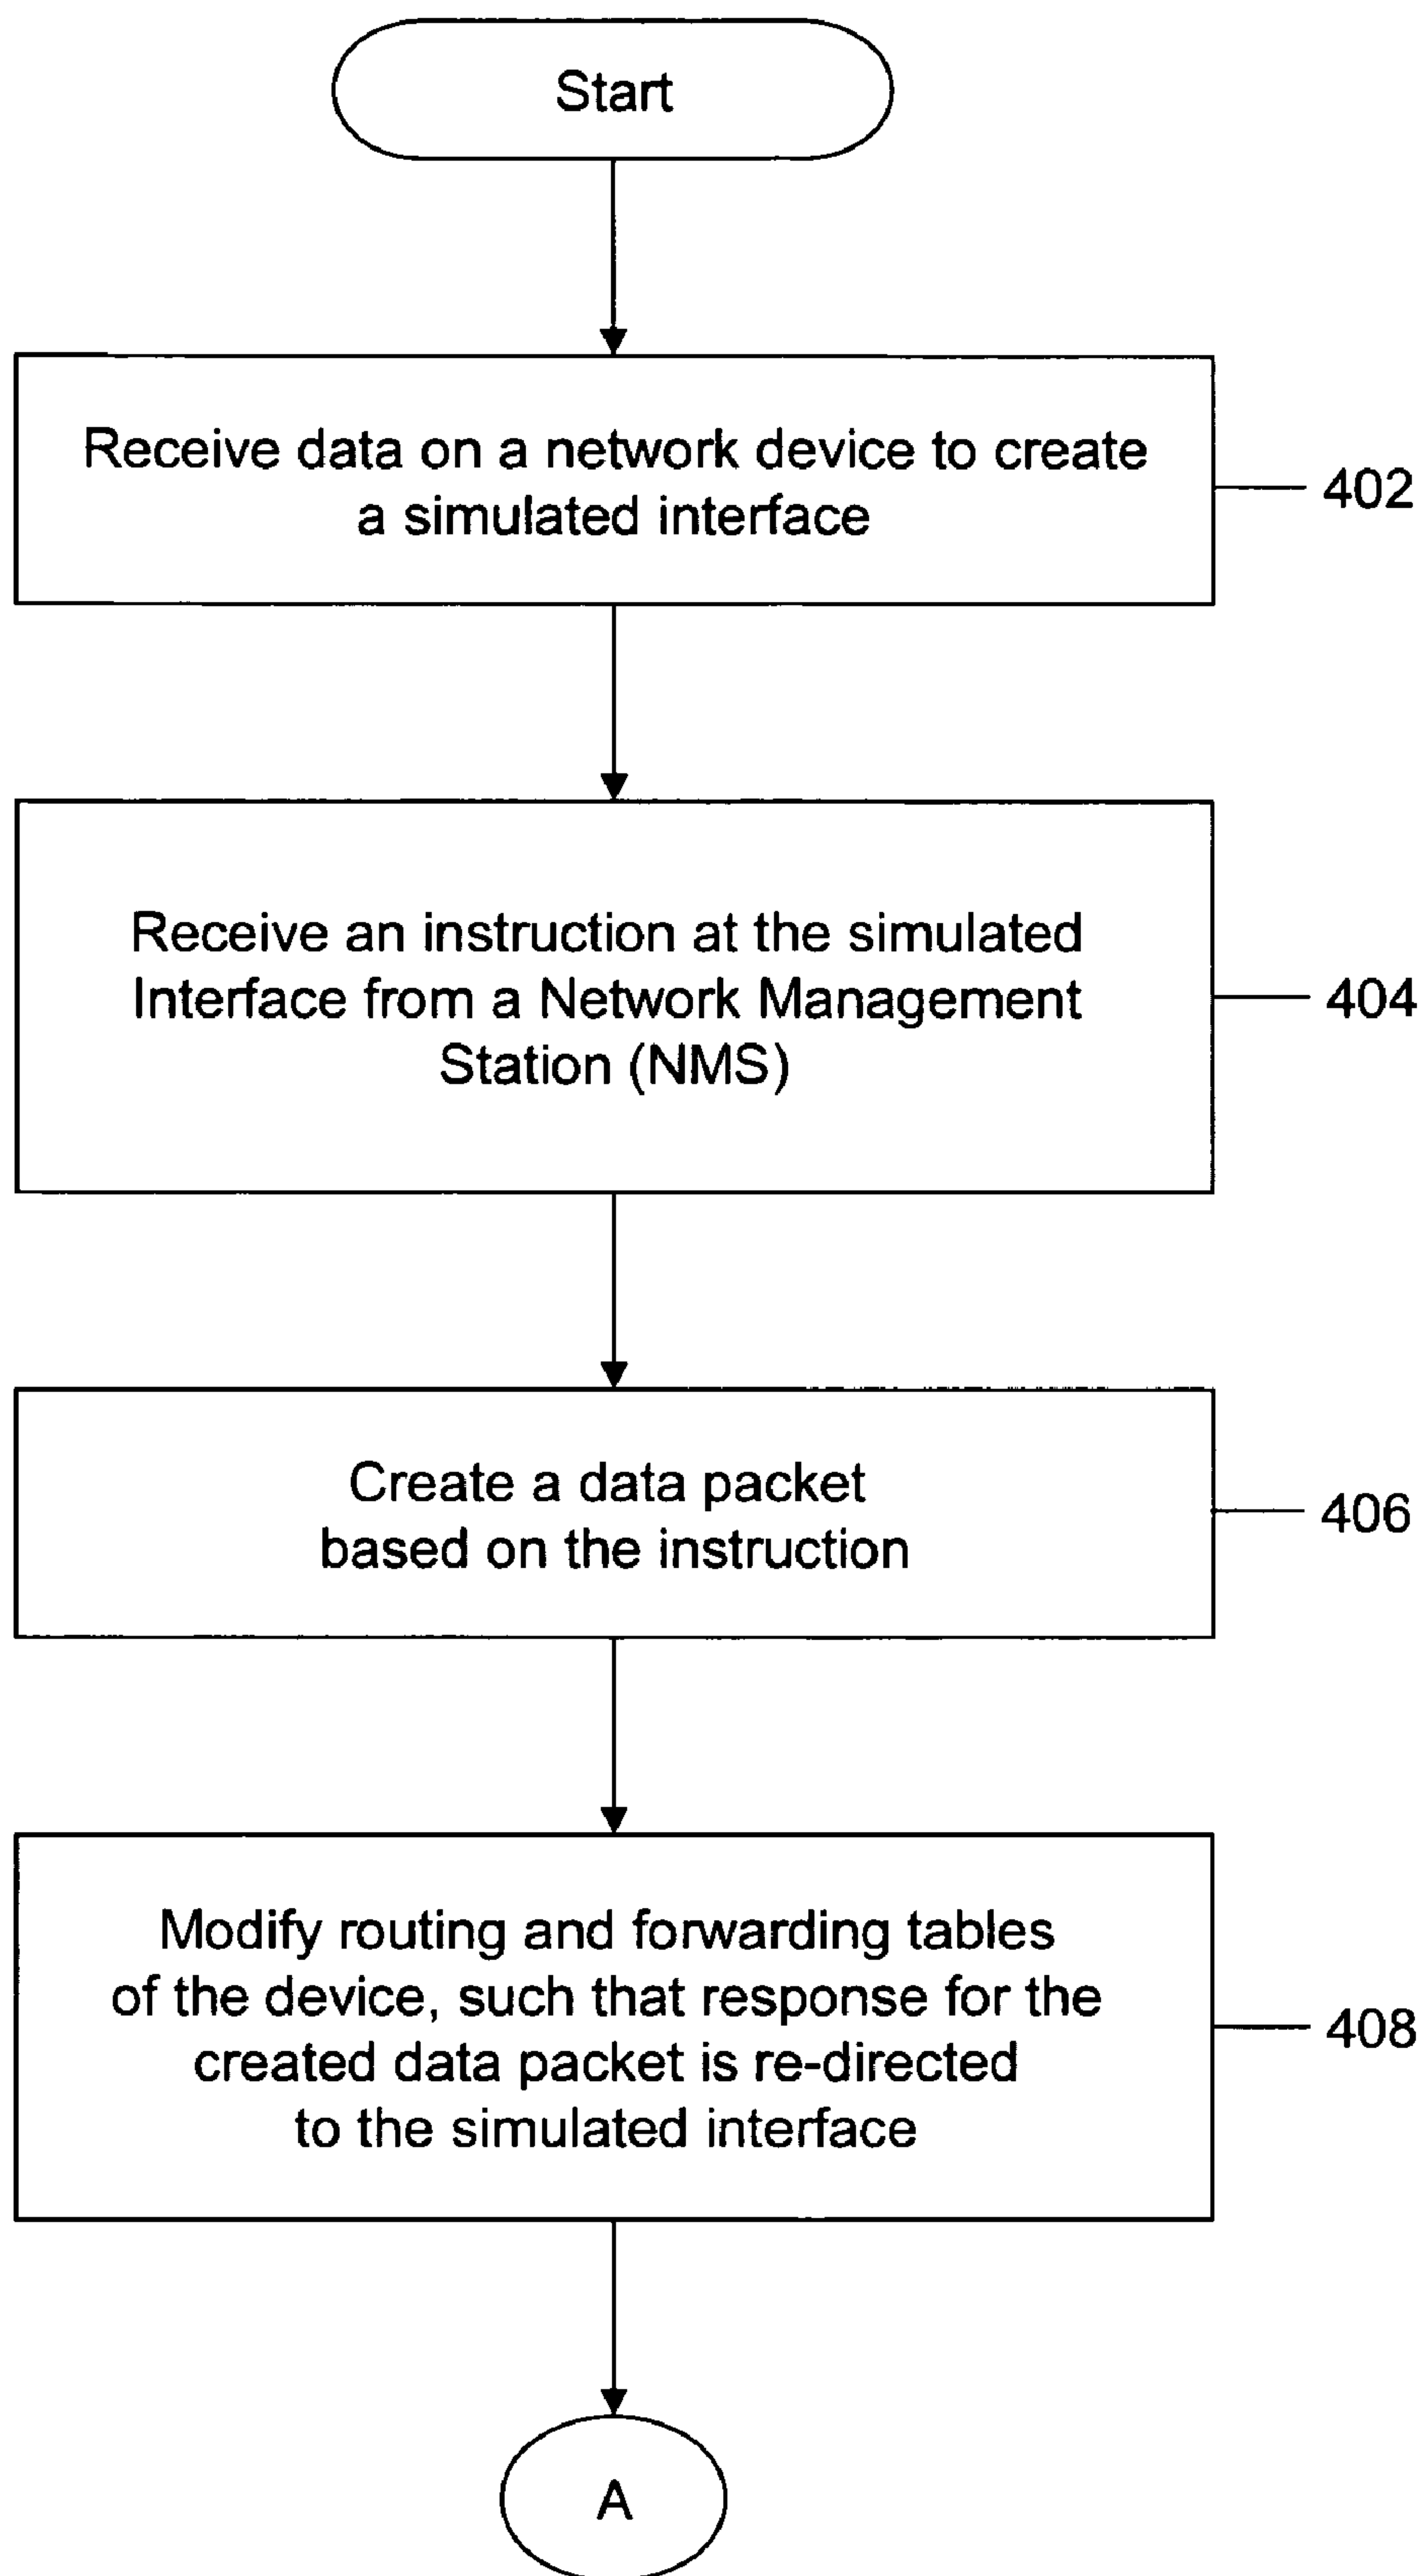 Start
Receive data on a network device to create
a simulated interface
402
Receive an instruction at the simulated
Interface from a Network Management
Station (NMS)
404
Create a data packet
based on the instruction
406
Modify routing and forwarding tables
of the device, such that response for the
created data packet is re-directed
to the simulated interface
408
A